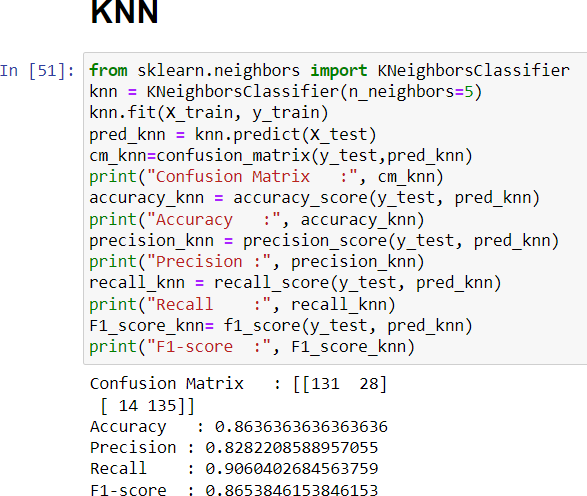 KNN
In [51]:
from sklearn.neighbors import KNeighborsClassifier
knn = KNeighborsClassifier(n_neighbors=5)
knn.fit(X_train, y_train)
pred_knn = knn.predict(X_test)
cm_knn=confusion_matrix(y_test,pred_knn)
print("Confusion Matrix   :", cm_knn)
accuracy_knn = accuracy_score(y_test, pred_knn)
print("Accuracy   :", accuracy_knn)
precision_knn = precision_score(y_test, pred_knn)
print("Precision :", precision_knn)
recall_knn = recall_score(y_test, pred_knn)
print("Recall    :", recall_knn)
F1_score_knn= f1_score(y_test, pred_knn)
print("F1-score  :", F1_score_knn)
Confusion Matrix   : [[131  28]
 [ 14 135]]
Accuracy   : 0.8636363636363636
Precision : 0.8282208588957055
Recall    : 0.9060402684563759
F1-score  : 0.8653846153846153